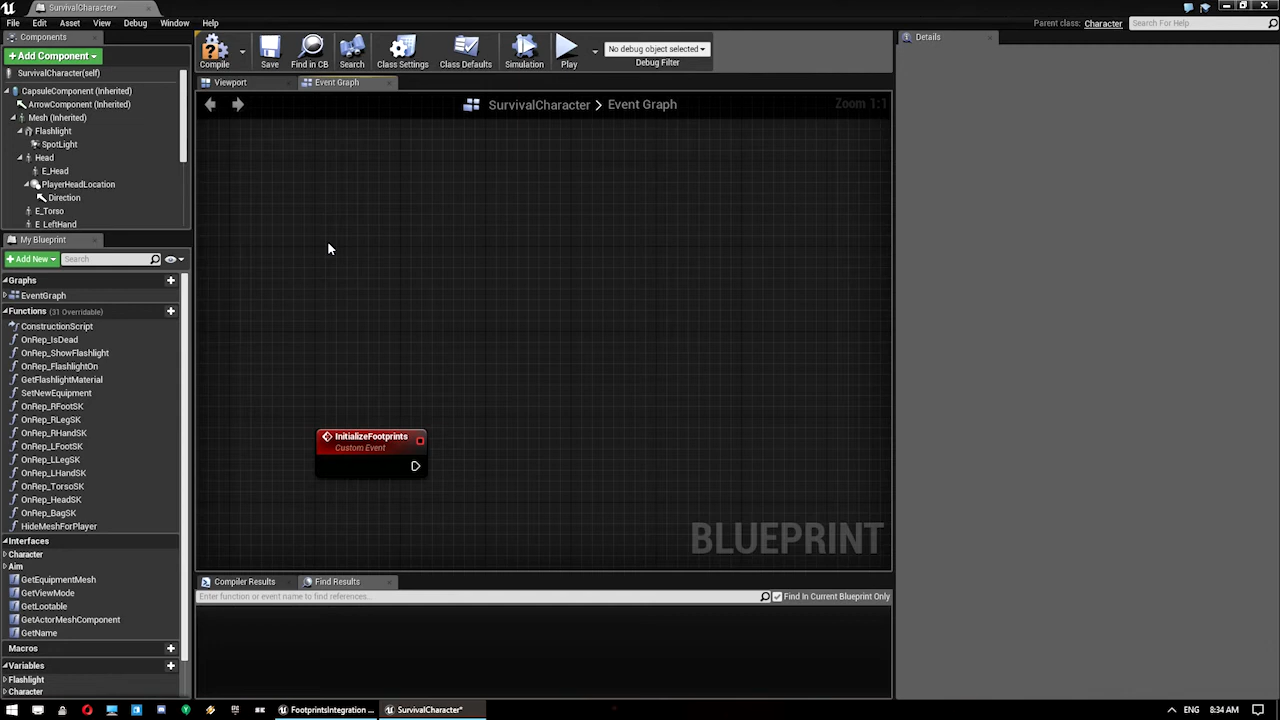 SurvivalCharacter*
File Edit Asset View Debug Window Help
Parent class: Character Search For Help
Components
+Add Component
SurvivalCharacter(self)
CapsuleComponent (Inherited)
ArrowComponent (Inherited)
Mesh (Inherited)
Flashlight
SpotLight
Head
E_Head
PlayerHeadLocation
Direction
E_Torso
E_LeftHand
My Blueprint
+Add New Search
Graphs
EventGraph
Functions (31 Overridable)
ConstructionScript
OnRep_IsDead
OnRep_ShowFlashlight
OnRep_FlashlightOn
GetFlashlightMaterial
SetNewEquipment
OnRep_RFootSK
OnRep_RLegSK
OnRep_RHandSK
OnRep_LFootSK
OnRep_LLegSK
OnRep_LHandSK
OnRep_TorsoSK
OnRep_HeadSK
OnRep_BagSK
HideMeshForPlayer
Interfaces
Character
Aim
GetEquipmentMesh
GetViewMode
GetLootable
GetActorMeshComponent
GetName
Macros
Variables
Flashlight
Character
Compile Save Find in CB Search Class Settings Class Defaults Simulation Play
No debug object selected
Debug Filter
Viewport Event Graph
SurvivalCharacter > Event Graph
Zoom 1:1
InitializeFootprints
Custom Event
BLUEPRINT
Compiler Results Find Results
Enter function or event name to find references...
Find In Current Blueprint Only
Details
FootprintsIntegration ...
SurvivalCharacter*
ENG 8:34 AM